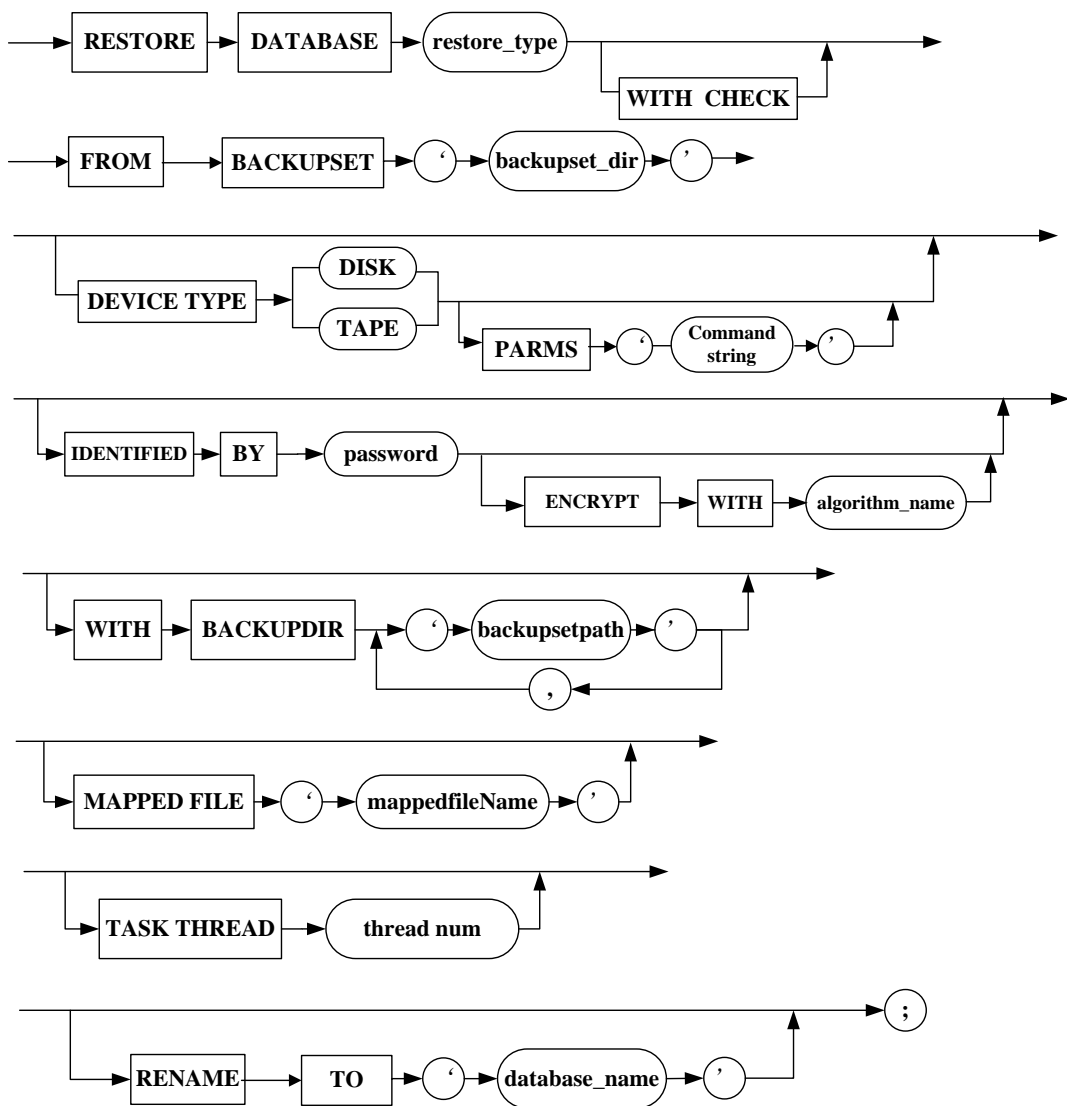 RESTORE DATABASE restore_type
WITH CHECK
FROM BACKUPSET ‘ backupset_dir ’
DISK
DEVICE TYPE
TAPE
PARMS ‘ Command string ’
IDENTIFIED BY password
ENCRYPT WITH algorithm_name
WITH BACKUPDIR ‘ backupsetpath ’
,
MAPPED FILE ‘ mappedfileName ’
TASK THREAD thread num
;
RENAME TO ‘ database_name ’